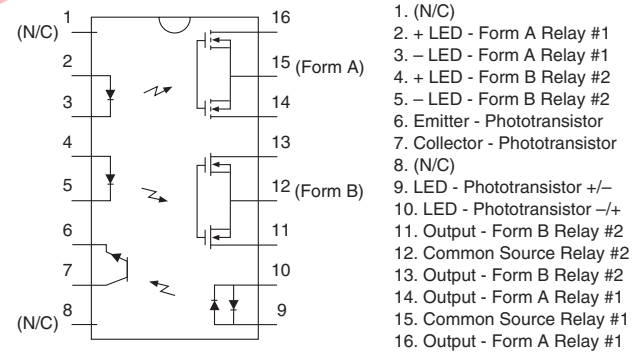 1
(N/C)
2
3
4
5
6
7
8
(N/C)
16
15 (Form A)
14
13
12 (Form B)
11
10
9
1. (N/C)
2. + LED - Form A Relay #1
3. – LED - Form A Relay #1
4. + LED - Form B Relay #2
5. – LED - Form B Relay #2
6. Emitter - Phototransistor
7. Collector - Phototransistor
8. (N/C)
9. LED - Phototransistor +/–
10. LED - Phototransistor –/+
11. Output - Form B Relay #2
12. Common Source Relay #2
13. Output - Form B Relay #2
14. Output - Form A Relay #1
15. Common Source Relay #1
16. Output - Form A Relay #1